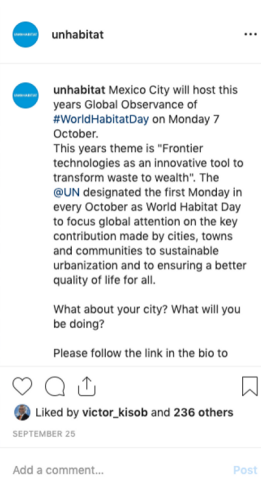 UNHABITAT
unhabitat
UNHABITAT
unhabitat Mexico City will host this
years Global Observance of
#WorldHabitatDay on Monday 7
October.
This years theme is "Frontier
technologies as an innovative tool to
transform waste to wealth". The
@UN designated the first Monday in
every October as World Habitat Day
to focus global attention on the key
contribution made by cities, towns
and communities to sustainable
urbanization and to ensuring a better
quality of life for all.
What about your city? What will you
be doing?
Please follow the link in the bio to
Liked by victor_kisob and 236 others
SEPTEMBER 25
Add a comment...
Post